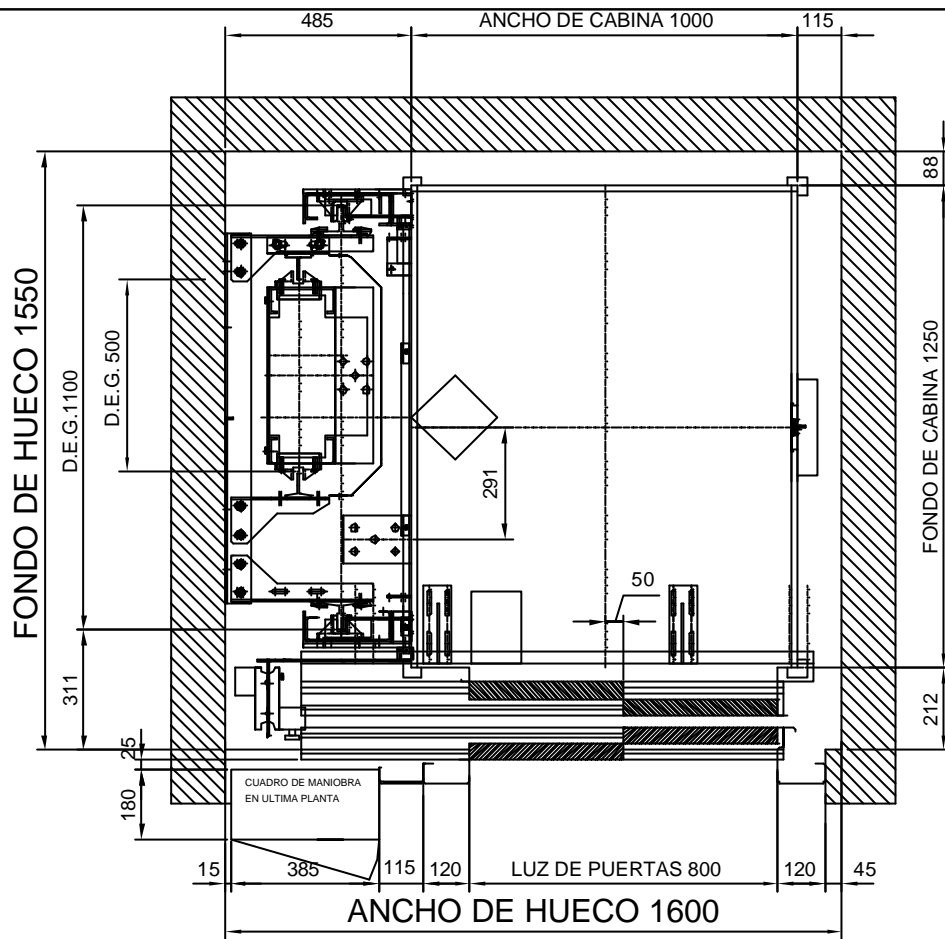 485
ANCHO DE CABINA 1000
115
88
FONDO DE HUECO 1550
D.E.G.1100
D.E.G. 500
FONDO DE CABINA 1250
291
50
311
212
25
180
CUADRO DE MANIOBRA
EN ULTIMA PLANTA
15
385
115
120
LUZ DE PUERTAS 800
120
45
ANCHO DE HUECO 1600